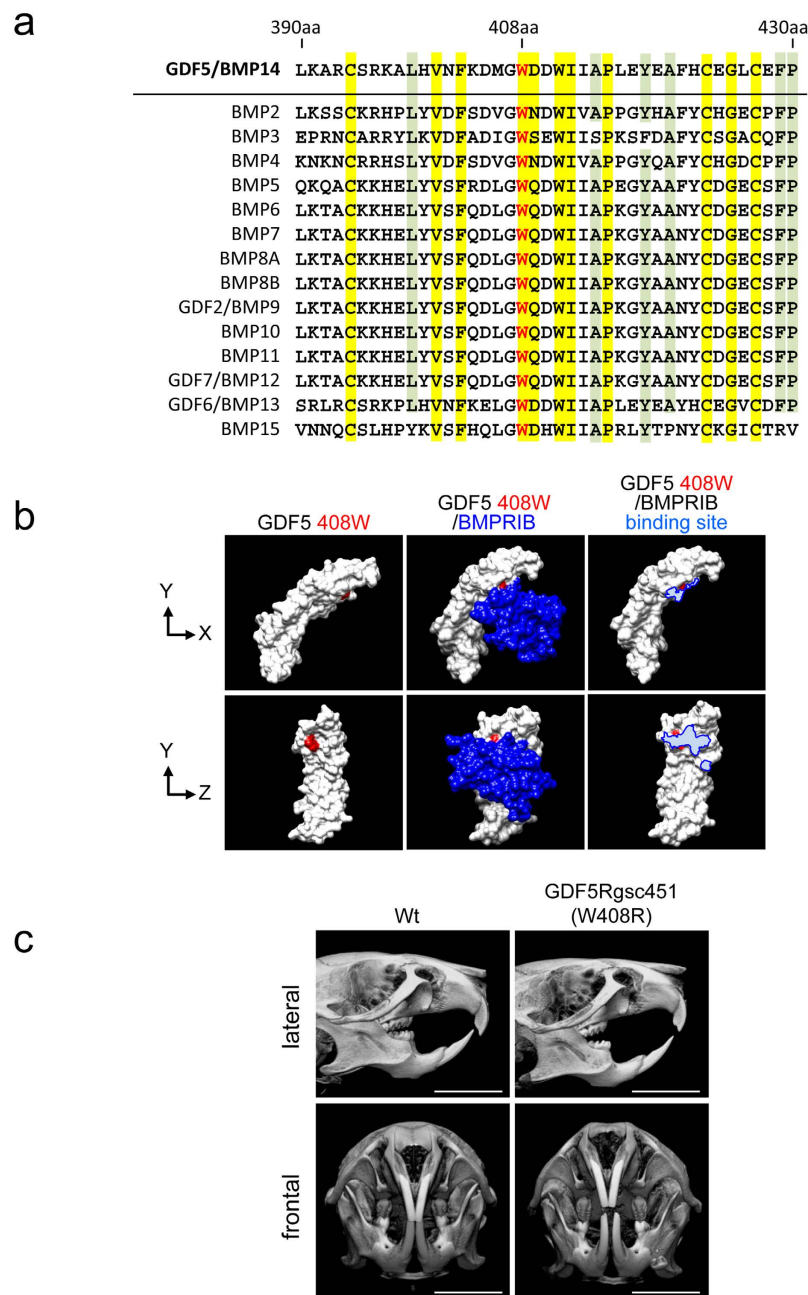 a
390aa 408aa 430aa
GDF5/BMP14 LKARCSRKALHVNFKDMGWDDWIIAPLEYEAFHCEGLCEFP
BMP2 LKSSCKRHPLYVDFSDVGWNDWIVAPPGYHAFYCHGECPFP
BMP3 EPRNCARRYLKVDFADIGWSEWIISPKSFDAFYCSGACQFP
BMP4 KNKNCRRHSLYVDFSDVGWNDWIVAPPGYQAFYCHGDCPFP
BMP5 QKQACKKHELYVSFRDLGWQDWIIAPEGYAAFYCDGECSFP
BMP6 LKTACKKHELYVSFQDLGWQDWIIAPKGYAANYCDGECSFP
BMP7 LKTACKKHELYVSFQDLGWQDWIIAPKGYAANYCDGECSFP
BMP8A LKTACKKHELYVSFQDLGWQDWIIAPKGYAANYCDGECSFP
BMP8B LKTACKKHELYVSFQDLGWQDWIIAPKGYAANYCDGECSFP
GDF2/BMP9 LKTACKKHELYVSFQDLGWQDWIIAPKGYAANYCDGECSFP
BMP10 LKTACKKHELYVSFQDLGWQDWIIAPKGYAANYCDGECSFP
BMP11 LKTACKKHELYVSFQDLGWQDWIIAPKGYAANYCDGECSFP
GDF7/BMP12 LKTACKKHELYVSFQDLGWQDWIIAPKGYAANYCDGECSFP
GDF6/BMP13 SRLRCSRKPLHVNFKELGWDDWIIAPLEYEAYHCEGVCDFP
BMP15 VNNQCSLHPYKVSFHQLGWDHWIIAPRLYTPNYCKGICTRV
b
GDF5 408W
GDF5 408W
/BMPRIB
GDF5 408W
/BMPRIB
binding site
Y
X
Y
Z
c
Wt
GDF5Rgsc451
(W408R)
lateral
frontal